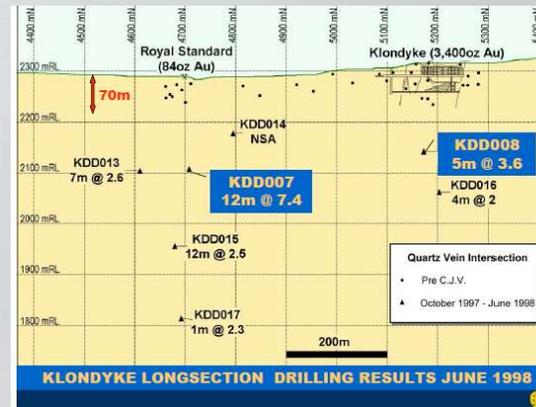 4400 mN
4500 mN
4600 mN
4700 mN
4800 mN
4900 mN
5000 mN
5100 mN
5200 mN
5300 mN
Royal Standard
(84oz Au)
Klondyke (3,400oz Au)
2300 mRL
70m
2200 mRL
KDD014
NSA
KDD008
5m @ 3.6
2100 mRL
KDD013
7m @ 2.6
KDD007
12m @ 7.4
KDD016
4m @ 2
2000 mRL
KDD015
12m @ 2.5
1900 mRL
Quartz Vein Intersection
Pre C.J.V.
October 1997 - June 1998
1800 mRL
KDD017
1m @ 2.3
200m
KLONDYKE LONGSECTION DRILLING RESULTS JUNE 1998